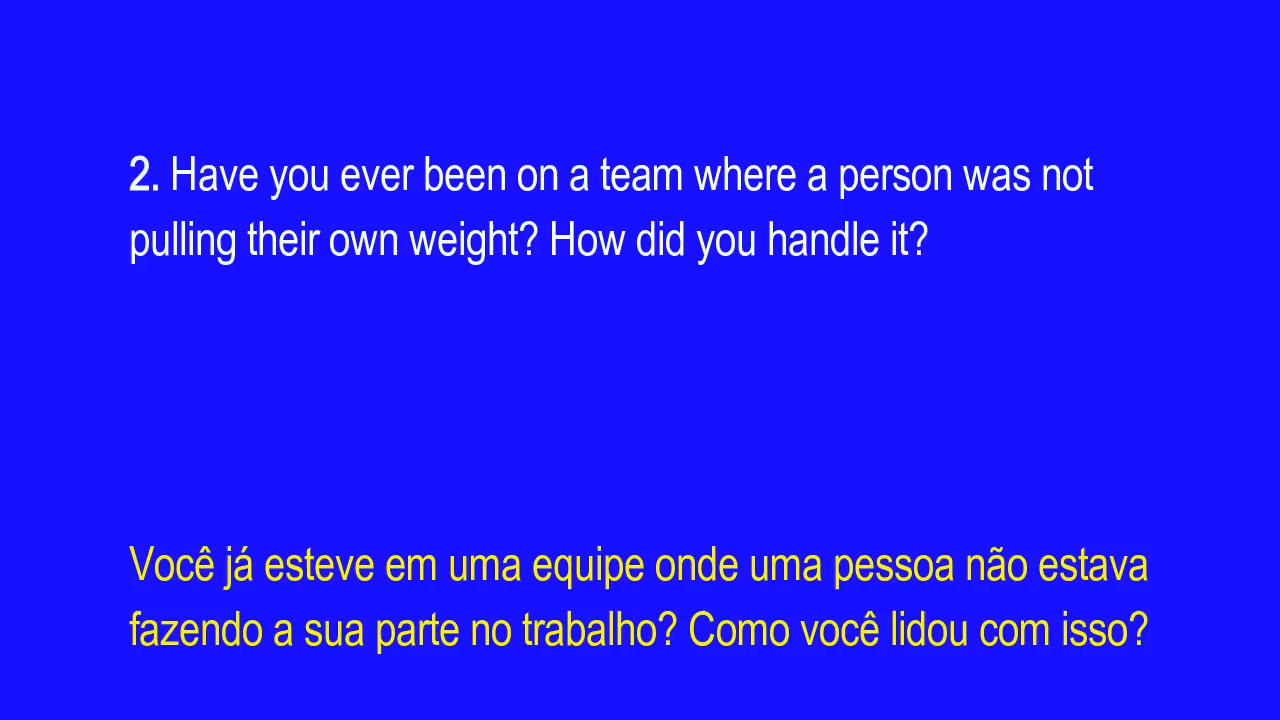 2. Have you ever been on a team where a person was not
pulling their own weight? How did you handle it?
Você já esteve em uma equipe onde uma pessoa não estava
fazendo a sua parte no trabalho? Como você lidou com isso?